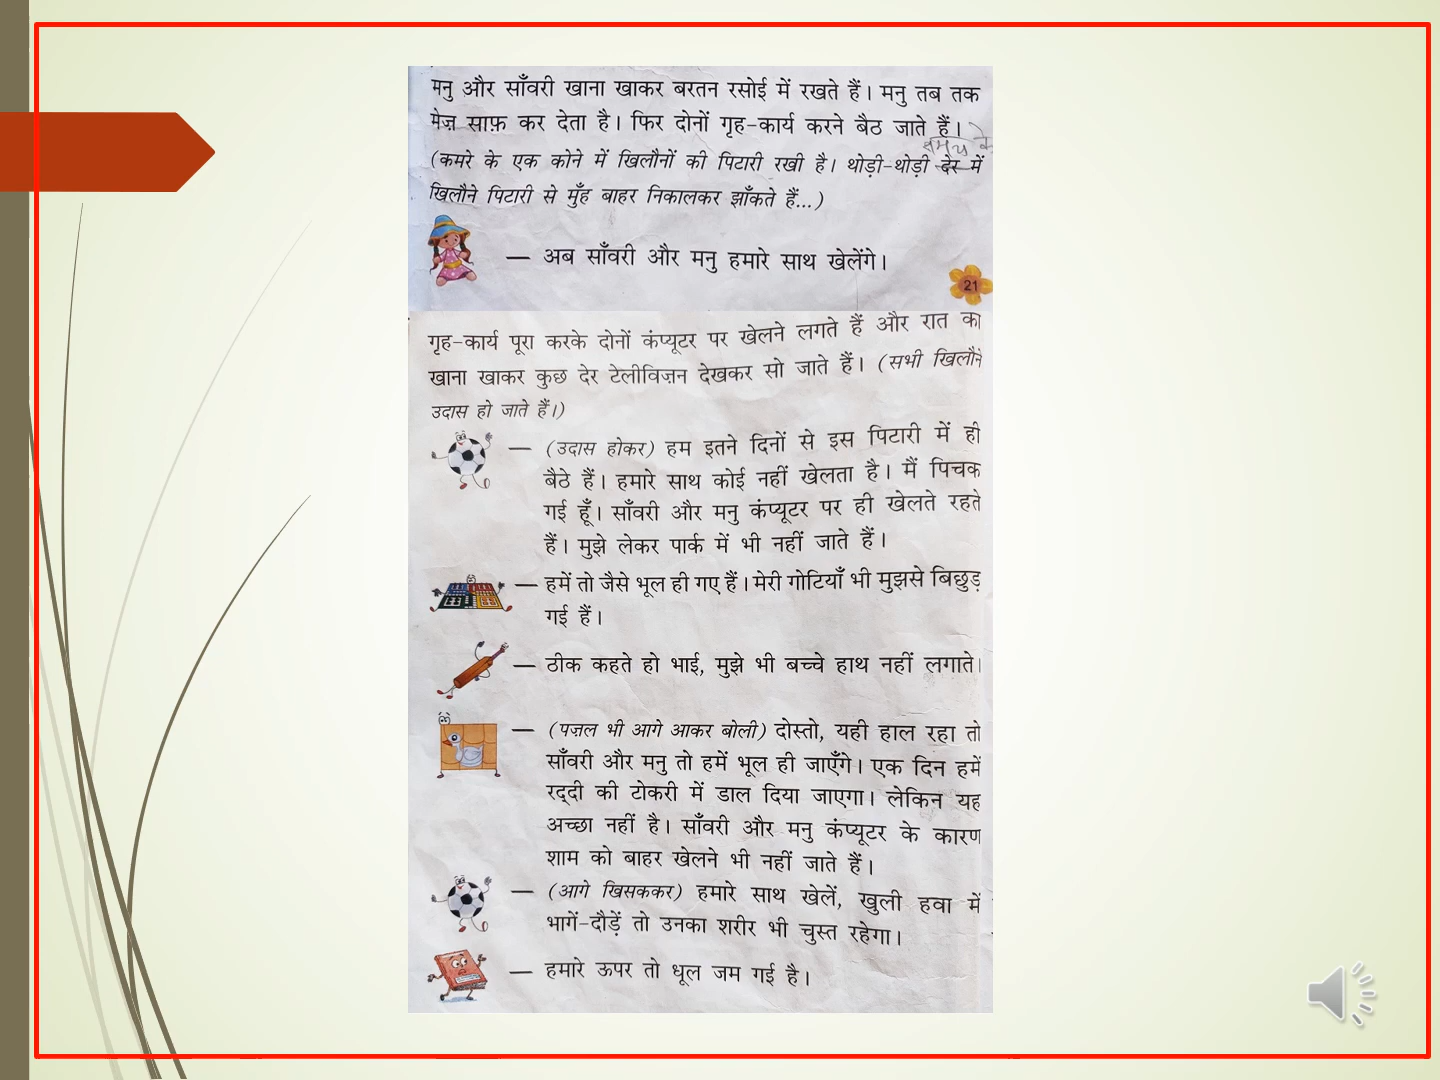 मनु और साँवरी खाना खाकर बरतन रसोई में रखते हैं। मनु तब तक
मेज़ साफ़ कर देता है। फिर दोनों गृह-कार्य करने बैठ जाते हैं।
समय के
(कमरे के एक कोने में खिलौनों की पिटारी रखी है। थोड़ी-थोड़ी देर में
खिलौने पिटारी से मुँह बाहर निकालकर झाँकते हैं...)
— अब साँवरी और मनु हमारे साथ खेलेंगे।
21
गृह-कार्य पूरा करके दोनों कंप्यूटर पर खेलने लगते हैं और रात का
खाना खाकर कुछ देर टेलीविज़न देखकर सो जाते हैं। (सभी खिलौने
उदास हो जाते हैं।)
— (उदास होकर) हम इतने दिनों से इस पिटारी में ही
बैठे हैं। हमारे साथ कोई नहीं खेलता है। मैं पिचक
गई हूँ। साँवरी और मनु कंप्यूटर पर ही खेलते रहते
हैं। मुझे लेकर पार्क में भी नहीं जाते हैं।
— हमें तो जैसे भूल ही गए हैं। मेरी गोटियाँ भी मुझसे बिछुड़
गई हैं।
— ठीक कहते हो भाई, मुझे भी बच्चे हाथ नहीं लगाते।
— (पज़ल भी आगे आकर बोली) दोस्तो, यही हाल रहा तो
साँवरी और मनु तो हमें भूल ही जाएँगे। एक दिन हमें
रद्दी की टोकरी में डाल दिया जाएगा। लेकिन यह
अच्छा नहीं है। साँवरी और मनु कंप्यूटर के कारण
शाम को बाहर खेलने भी नहीं जाते हैं।
— (आगे खिसककर) हमारे साथ खेलें, खुली हवा में
भागें-दौड़ें तो उनका शरीर भी चुस्त रहेगा।
— हमारे ऊपर तो धूल जम गई है।